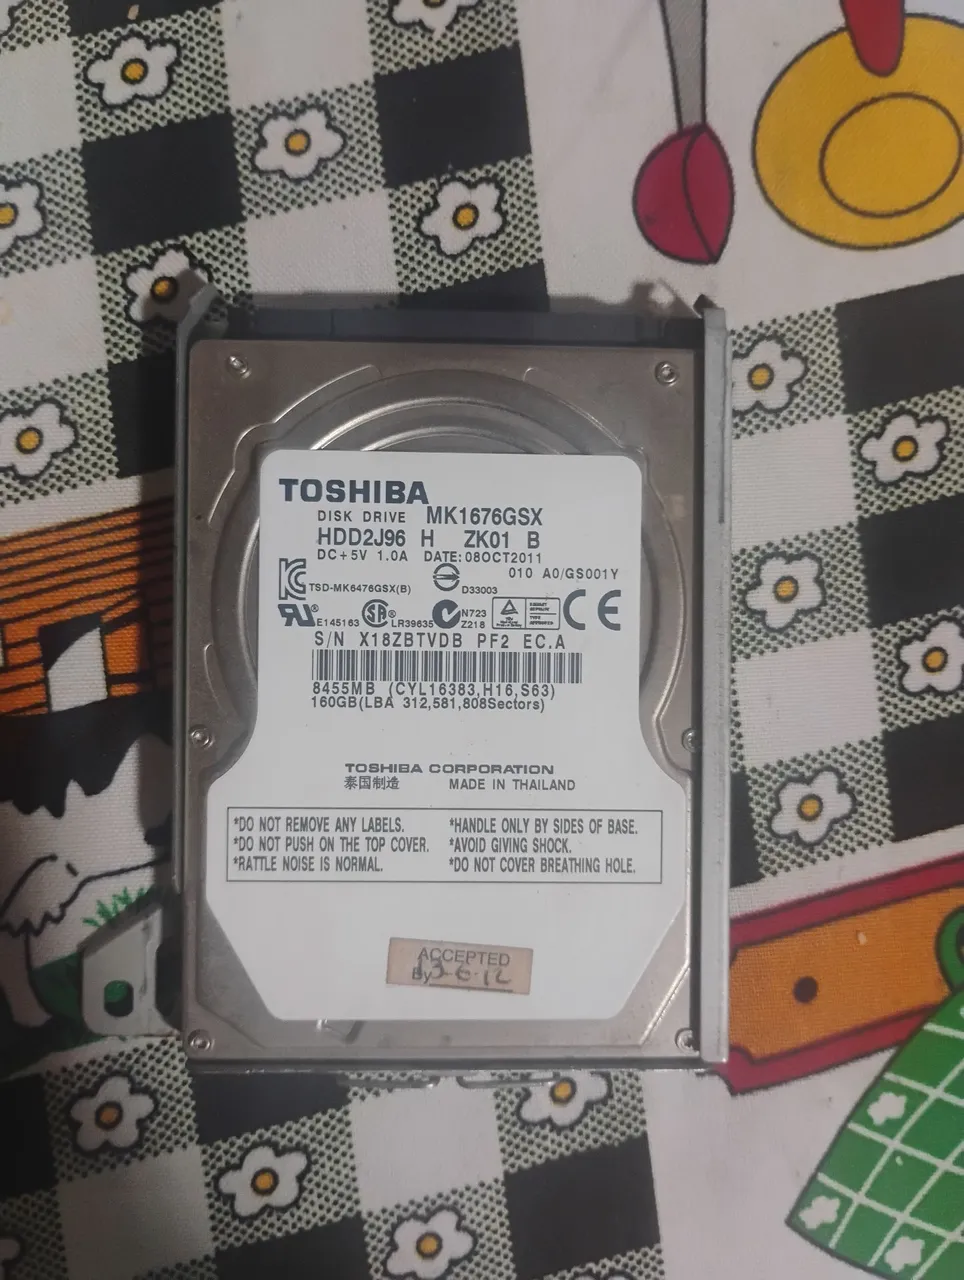 TOSHIBA
DISK DRIVE MK1676GSX
HDD2J96 H ZK01 B
DC+5V 1.0A DATE:08OCT2011
010 A0/GS001Y
TSD-MK6476GSX(B)
D33003
E145163
LR39635
N723
Z218
CE
S/N X18ZBTVDB PF2 EC.A
8455MB (CYL16383,H16,S63)
160GB(LBA 312,581,808Sectors)
TOSHIBA CORPORATION
泰国制造 MADE IN THAILAND
*DO NOT REMOVE ANY LABELS. *HANDLE ONLY BY SIDES OF BASE.
*DO NOT PUSH ON THE TOP COVER. *AVOID GIVING SHOCK.
*RATTLE NOISE IS NORMAL. *DO NOT COVER BREATHING HOLE.
ACCEPTED
By 13-6-12